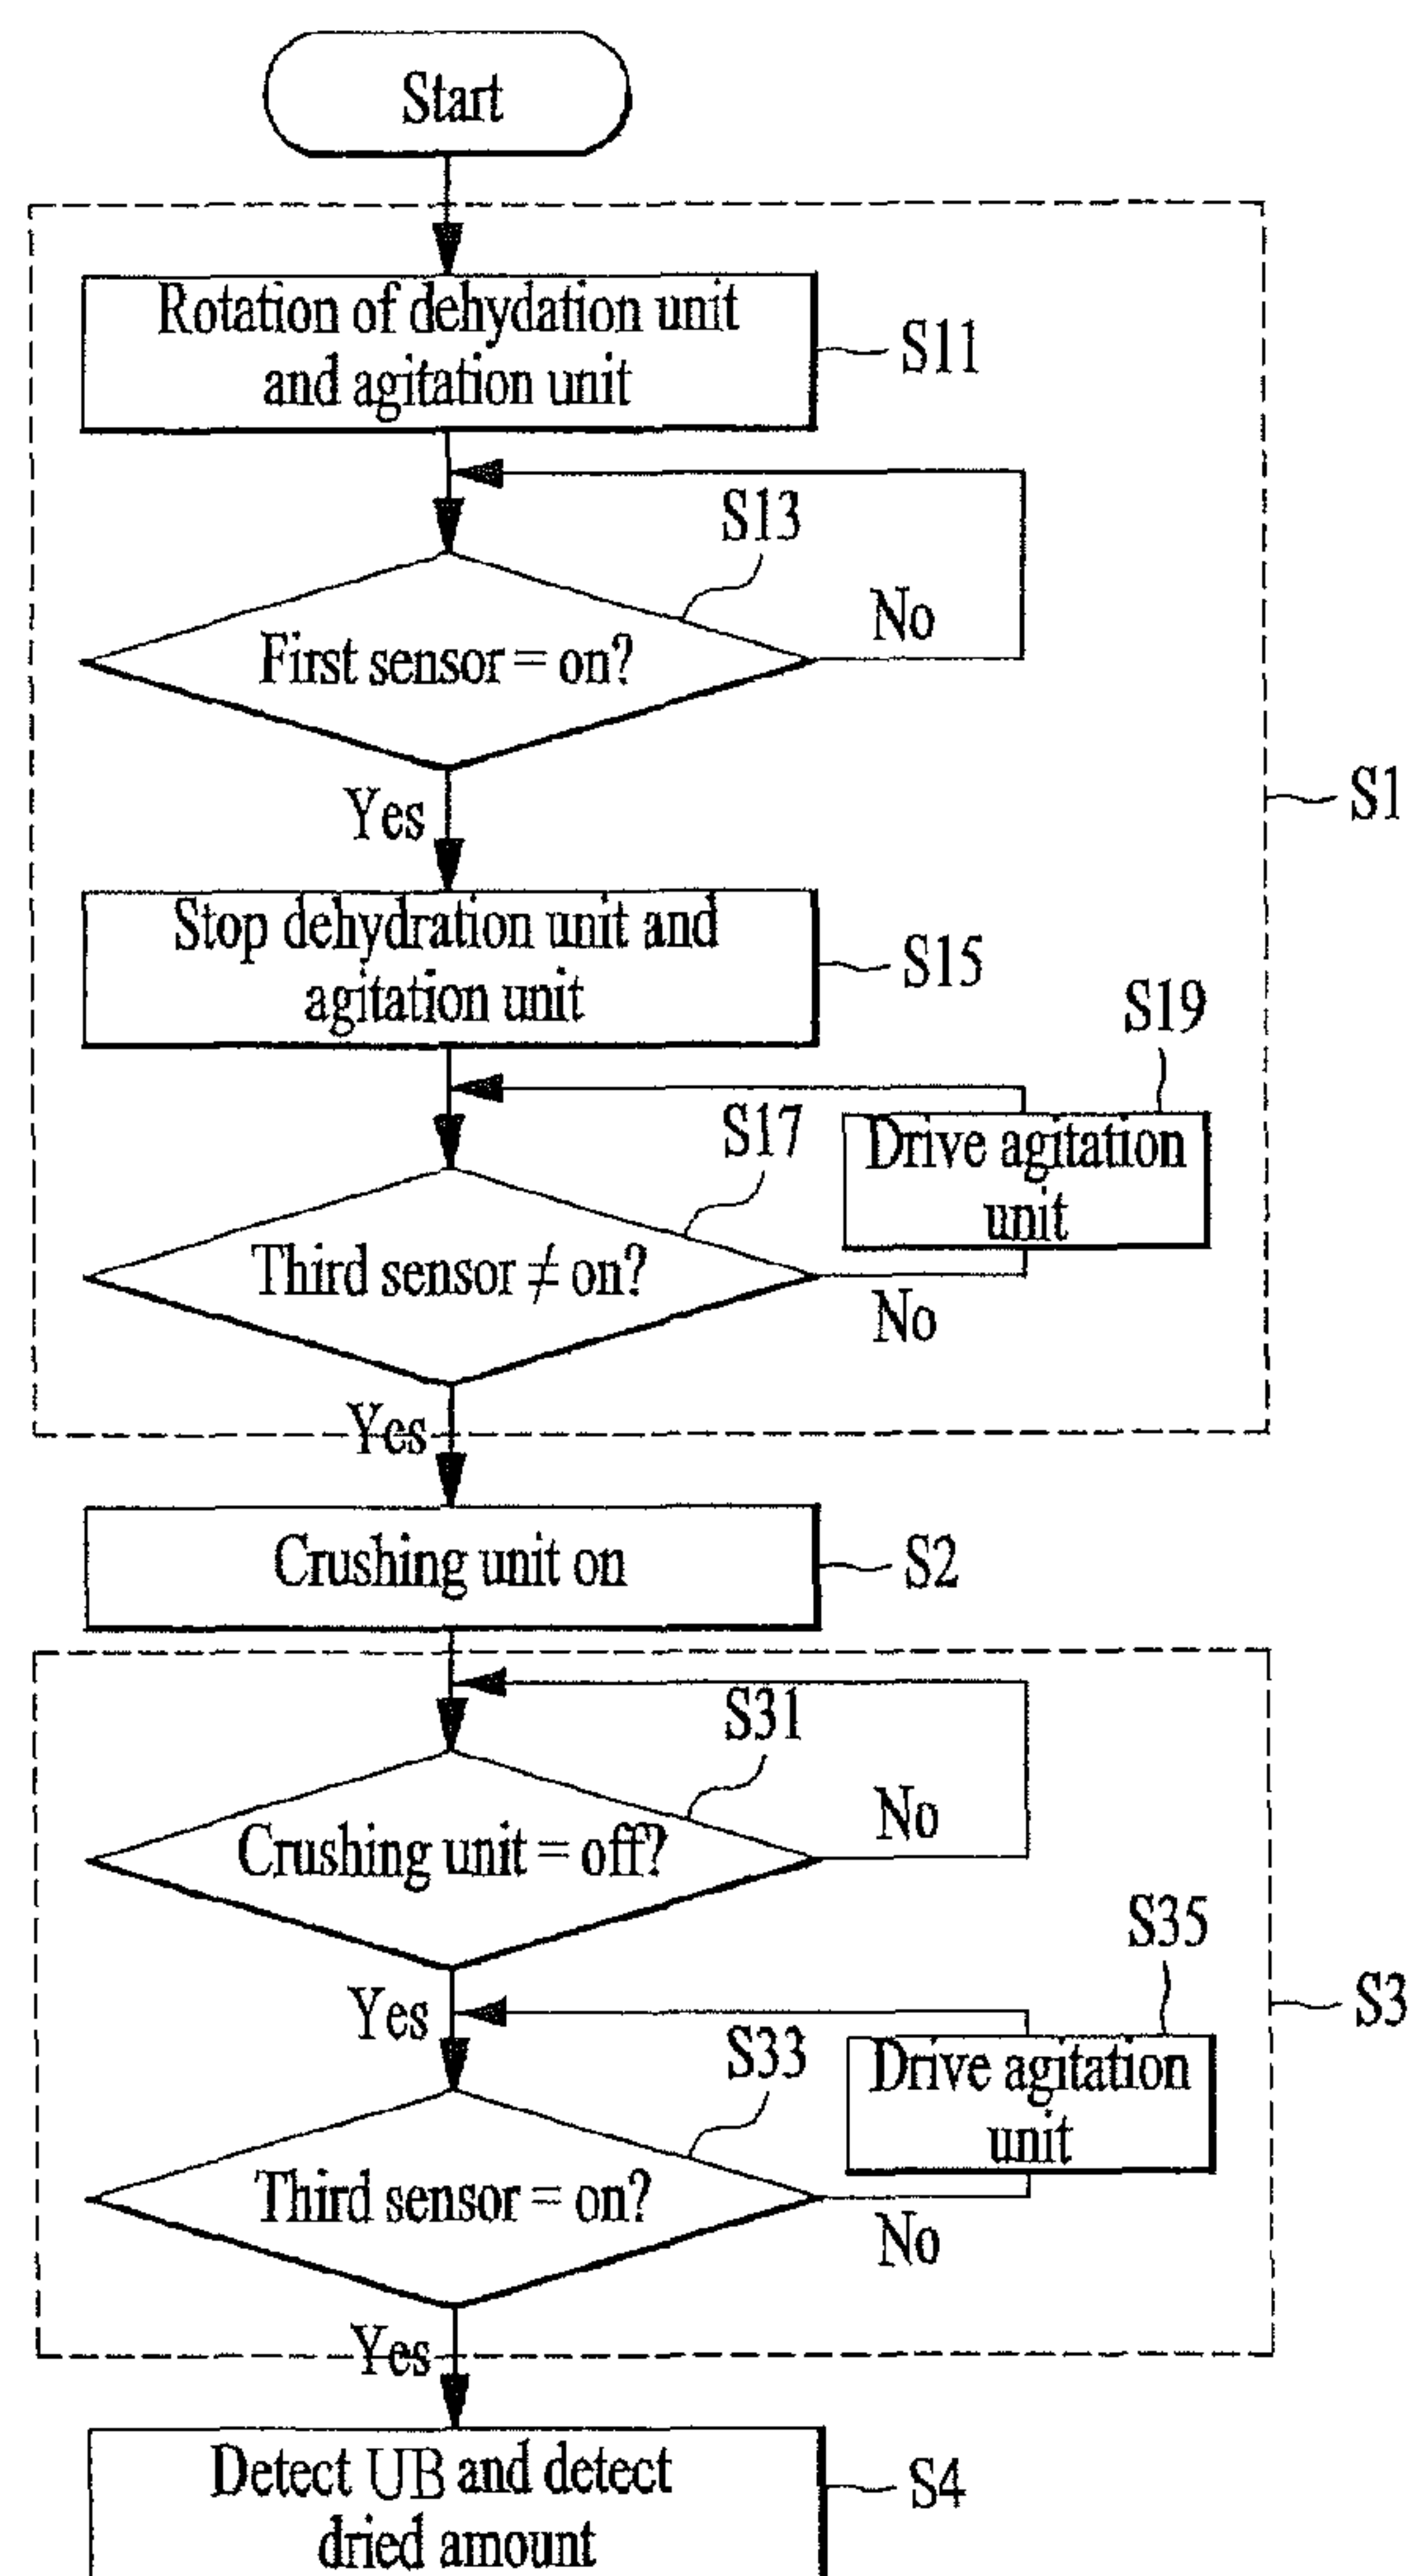 Start
Rotation of dehydation unit
and agitation unit
S11
S13
No
First sensor = on?
S1
Yes
Stop dehydration unit and
agitation unit
S15
S19
S17
Drive agitation
unit
Third sensor ≠ on?
No
Yes
Crushing unit on
S2
S31
No
Crushing unit = off?
S35
Yes
S33
Drive agitation
unit
S3
Third sensor = on?
No
Yes
Detect UB and detect
dried amount
S4